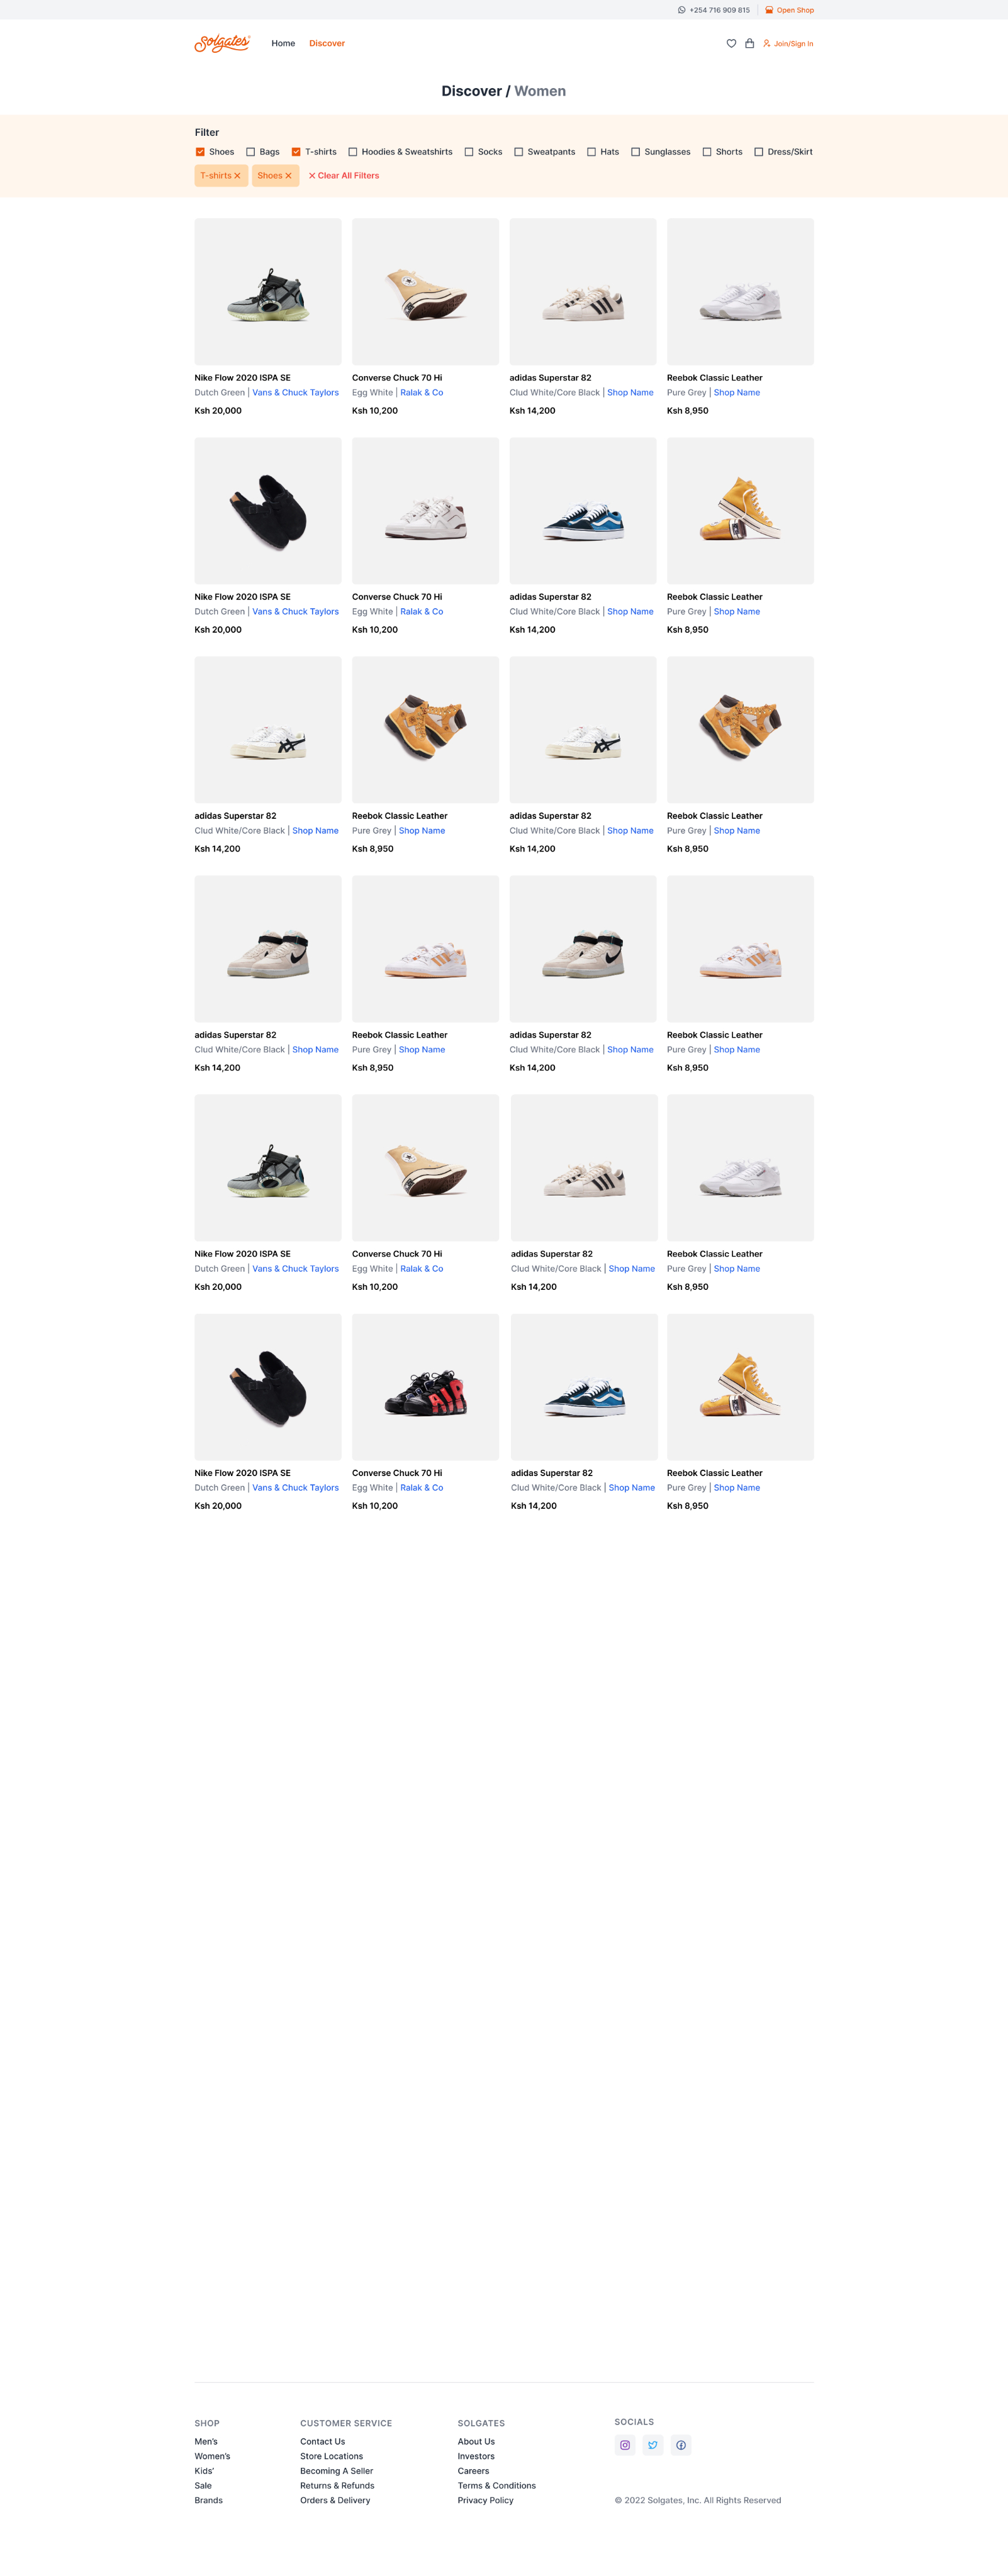 +254 716 909 815 Open Shop
Solgates Home Discover Join/Sign In
Discover / Women
Filter
Shoes Bags T-shirts Hoodies & Sweatshirts Socks Sweatpants Hats Sunglasses Shorts Dress/Skirt
T-shirts Shoes Clear All Filters
Nike Flow 2020 ISPA SE Converse Chuck 70 Hi adidas Superstar 82 Reebok Classic Leather
Dutch Green | Vans & Chuck Taylors Egg White | Ralak & Co Clud White/Core Black | Shop Name Pure Grey | Shop Name
Ksh 20,000 Ksh 10,200 Ksh 14,200 Ksh 8,950
Nike Flow 2020 ISPA SE Converse Chuck 70 Hi adidas Superstar 82 Reebok Classic Leather
Dutch Green | Vans & Chuck Taylors Egg White | Ralak & Co Clud White/Core Black | Shop Name Pure Grey | Shop Name
Ksh 20,000 Ksh 10,200 Ksh 14,200 Ksh 8,950
adidas Superstar 82 Reebok Classic Leather adidas Superstar 82 Reebok Classic Leather
Clud White/Core Black | Shop Name Pure Grey | Shop Name Clud White/Core Black | Shop Name Pure Grey | Shop Name
Ksh 14,200 Ksh 8,950 Ksh 14,200 Ksh 8,950
adidas Superstar 82 Reebok Classic Leather adidas Superstar 82 Reebok Classic Leather
Clud White/Core Black | Shop Name Pure Grey | Shop Name Clud White/Core Black | Shop Name Pure Grey | Shop Name
Ksh 14,200 Ksh 8,950 Ksh 14,200 Ksh 8,950
Nike Flow 2020 ISPA SE Converse Chuck 70 Hi adidas Superstar 82 Reebok Classic Leather
Dutch Green | Vans & Chuck Taylors Egg White | Ralak & Co Clud White/Core Black | Shop Name Pure Grey | Shop Name
Ksh 20,000 Ksh 10,200 Ksh 14,200 Ksh 8,950
AIR
Nike Flow 2020 ISPA SE Converse Chuck 70 Hi adidas Superstar 82 Reebok Classic Leather
Dutch Green | Vans & Chuck Taylors Egg White | Ralak & Co Clud White/Core Black | Shop Name Pure Grey | Shop Name
Ksh 20,000 Ksh 10,200 Ksh 14,200 Ksh 8,950
SHOP CUSTOMER SERVICE SOLGATES SOCIALS
Men's Contact Us About Us
Women's Store Locations Investors
Kids' Becoming A Seller Careers
Sale Returns & Refunds Terms & Conditions
Brands Orders & Delivery Privacy Policy © 2022 Solgates, Inc. All Rights Reserved